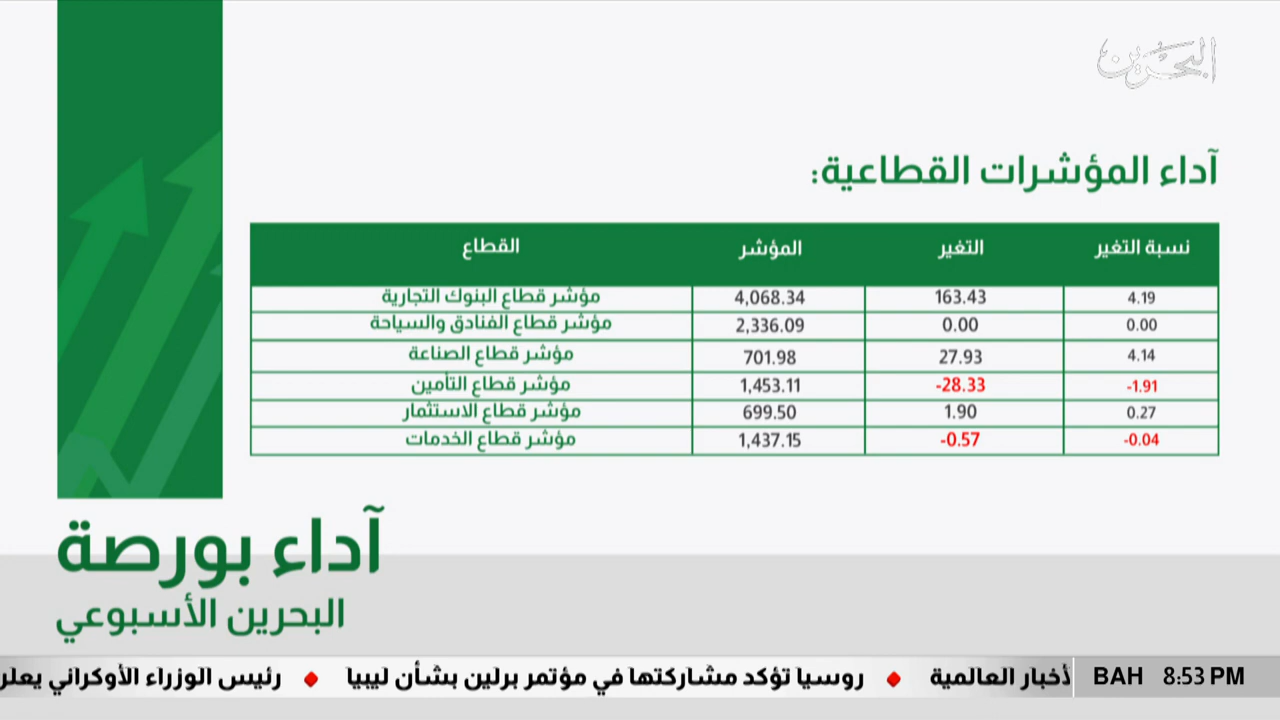 البحرين
آداء المؤشرات القطاعية:
نسبة التغير التغير المؤشر القطاع
4.19 163.43 4,068.34 مؤشر قطاع البنوك التجارية
0.00 0.00 2,336.09 مؤشر قطاع الفنادق والسياحة
4.14 27.93 701.98 مؤشر قطاع الصناعة
-1.91 -28.33 1,453.11 مؤشر قطاع التأمين
0.27 1.90 699.50 مؤشر قطاع الاستثمار
-0.04 -0.57 1,437.15 مؤشر قطاع الخدمات
آداء بورصة
البحرين الأسبوعي
BAH 8:53 PM
أخبار العالمية ♦ روسيا تؤكد مشاركتها في مؤتمر برلين بشأن ليبيا ♦ رئيس الوزراء الأوكراني